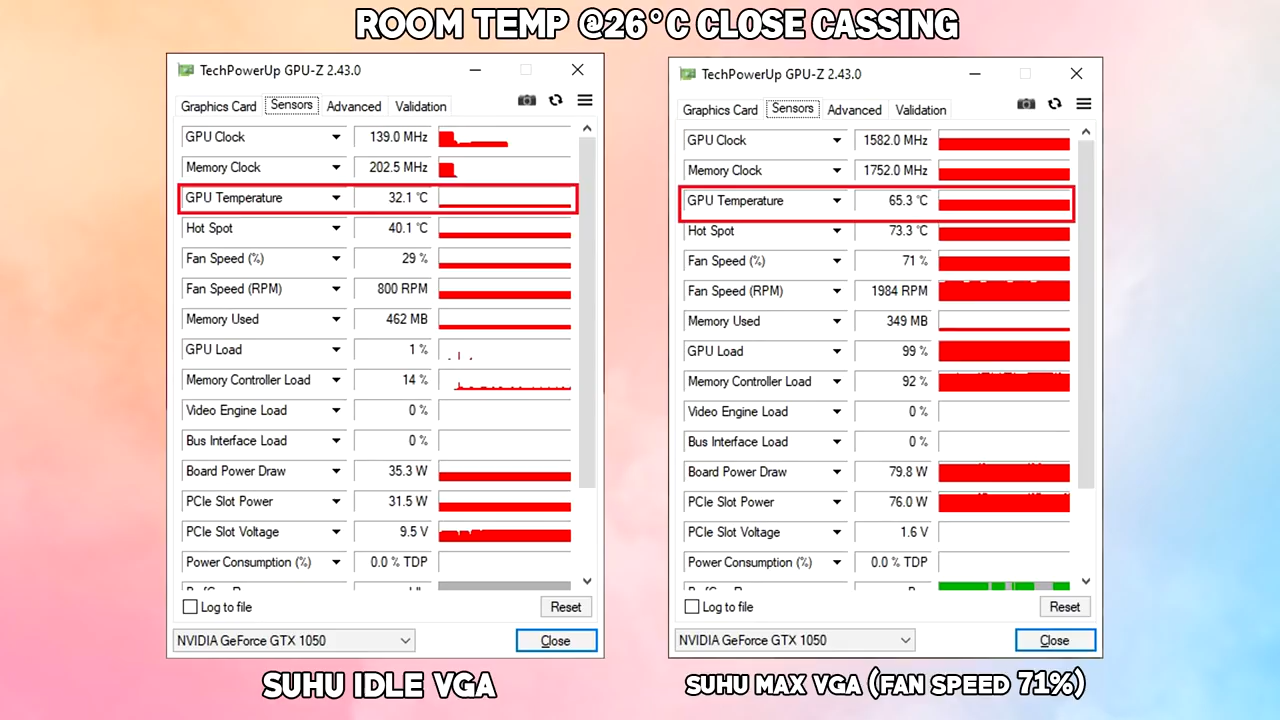 ROOM TEMP @26°C CLOSE CASSING
TechPowerUp GPU-Z 2.43.0
Graphics Card Sensors Advanced Validation
GPU Clock 139.0 MHz
Memory Clock 202.5 MHz
GPU Temperature 32.1 °C
Hot Spot 40.1 °C
Fan Speed (%) 29 %
Fan Speed (RPM) 800 RPM
Memory Used 462 MB
GPU Load 1 %
Memory Controller Load 14 %
Video Engine Load 0 %
Bus Interface Load 0 %
Board Power Draw 35.3 W
PCIe Slot Power 31.5 W
PCIe Slot Voltage 9.5 V
Power Consumption (%) 0.0 % TDP
Log to file Reset
NVIDIA GeForce GTX 1050 Close
SUHU IDLE VGA
TechPowerUp GPU-Z 2.43.0
Graphics Card Sensors Advanced Validation
GPU Clock 1582.0 MHz
Memory Clock 1752.0 MHz
GPU Temperature 65.3 °C
Hot Spot 73.3 °C
Fan Speed (%) 71 %
Fan Speed (RPM) 1984 RPM
Memory Used 349 MB
GPU Load 99 %
Memory Controller Load 92 %
Video Engine Load 0 %
Bus Interface Load 0 %
Board Power Draw 79.8 W
PCIe Slot Power 76.0 W
PCIe Slot Voltage 1.6 V
Power Consumption (%) 0.0 % TDP
Log to file Reset
NVIDIA GeForce GTX 1050 Close
SUHU MAX VGA (FAN SPEED 71%)